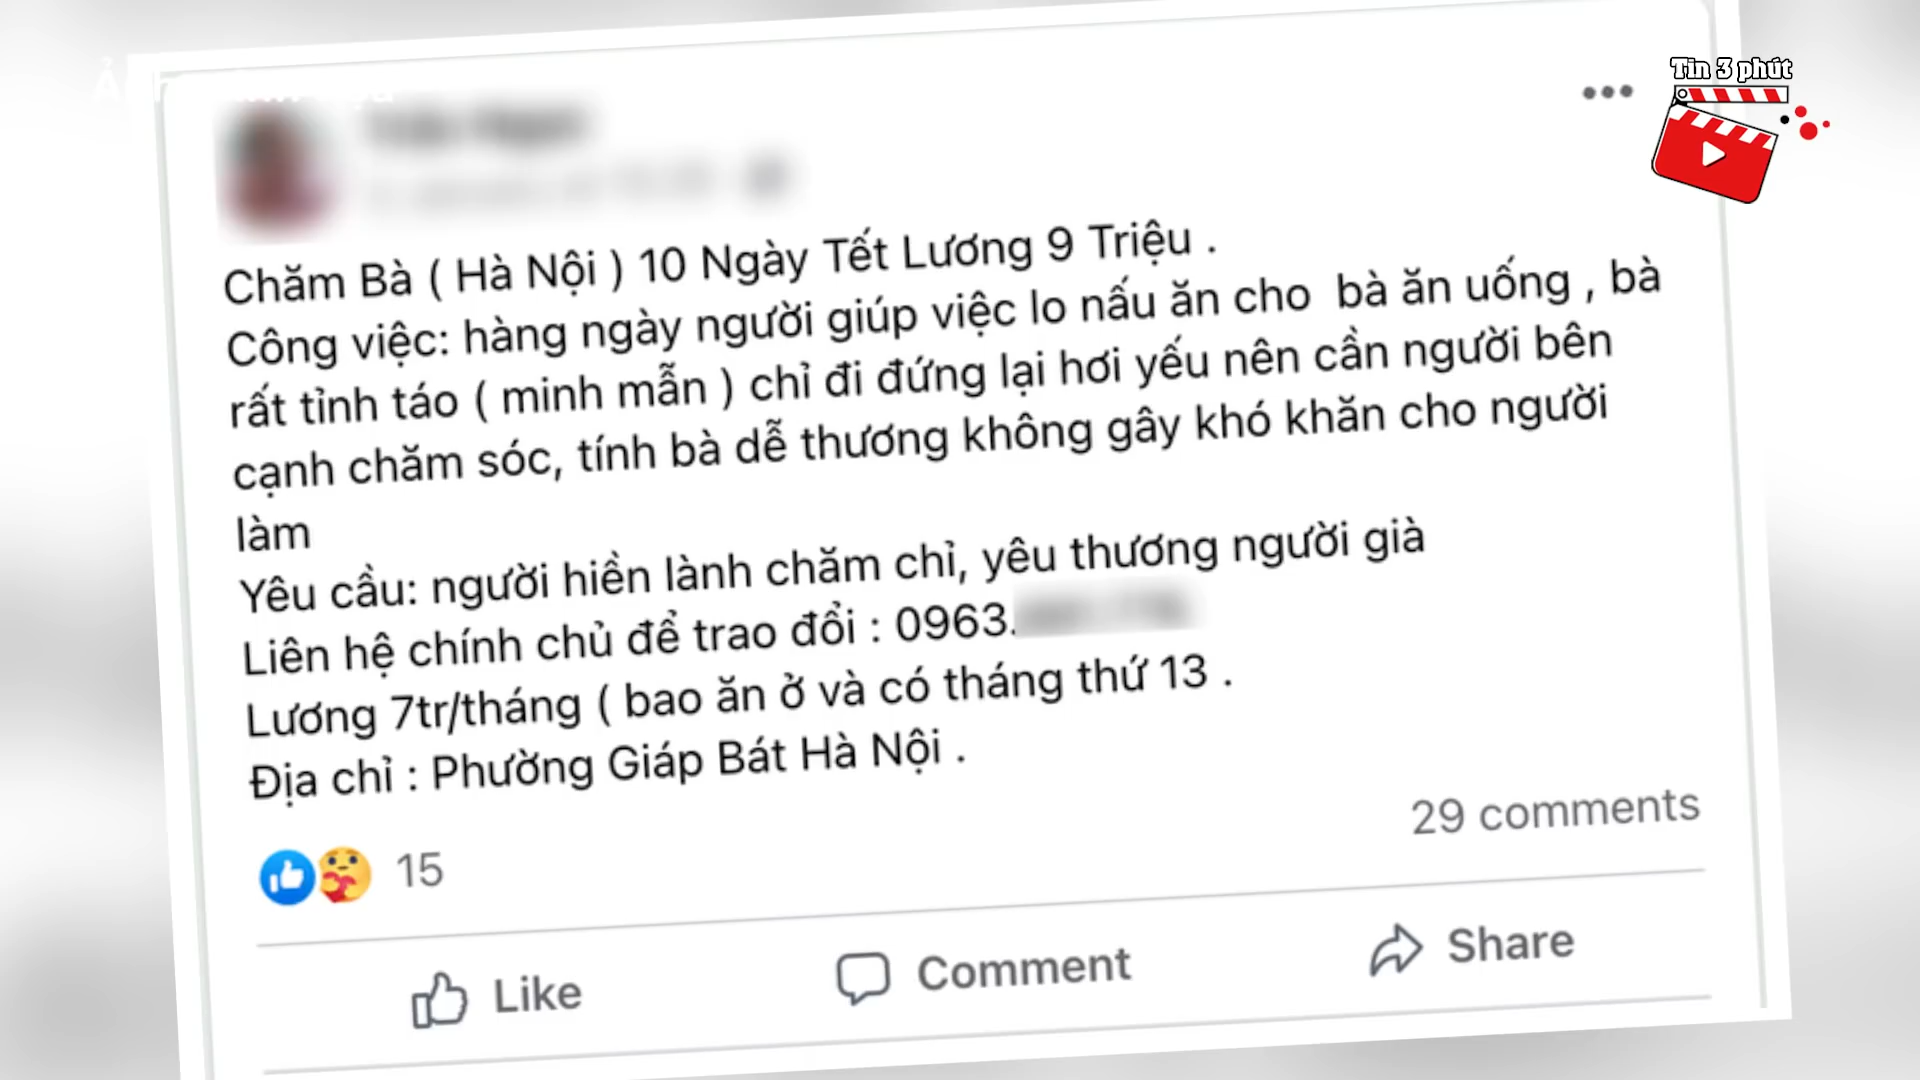 Tin 3 phút
Chăm Bà ( Hà Nội ) 10 Ngày Tết Lương 9 Triệu .
Công việc: hàng ngày người giúp việc lo nấu ăn cho bà ăn uống , bà
rất tỉnh táo ( minh mẫn ) chỉ đi đứng lại hơi yếu nên cần người bên
cạnh chăm sóc, tính bà dễ thương không gây khó khăn cho người
làm
Yêu cầu: người hiền lành chăm chỉ, yêu thương người già
Liên hệ chính chủ để trao đổi : 0963.
Lương 7tr/tháng ( bao ăn ở và có tháng thứ 13 .
Địa chỉ : Phường Giáp Bát Hà Nội .
15
29 comments
Like
Comment
Share